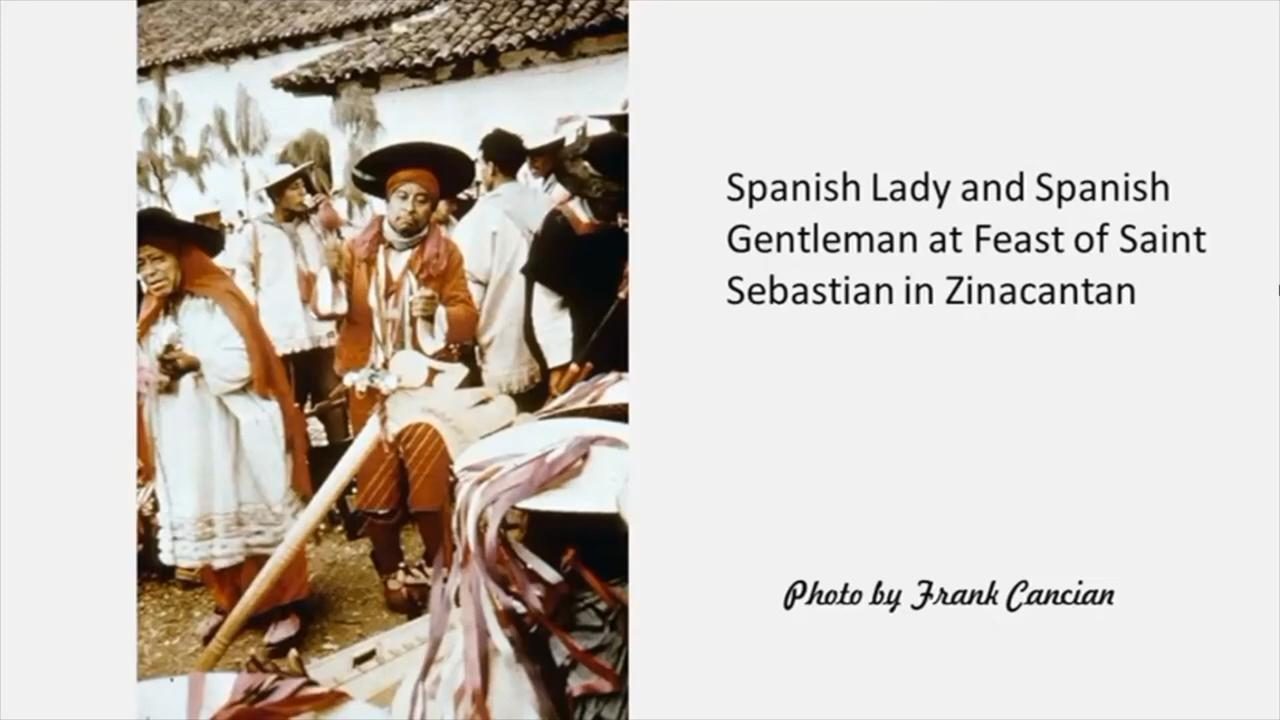 Spanish Lady and Spanish
Gentleman at Feast of Saint
Sebastian in Zinacantan
Photo by Frank Cancian